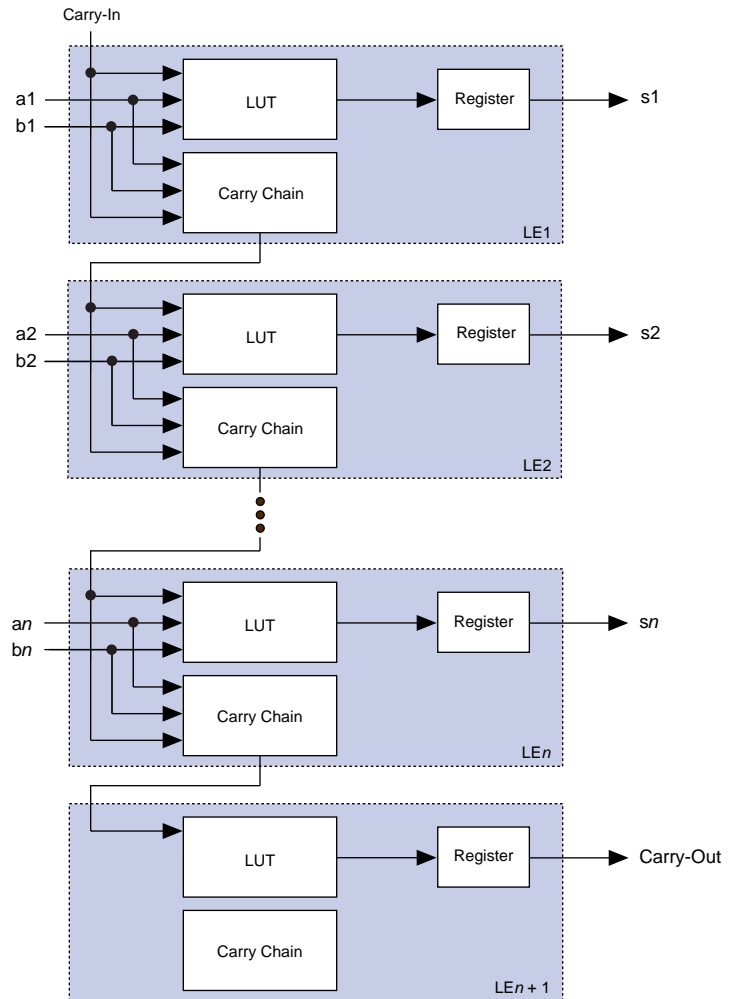 Carry-In
a1
b1
LUT
Register
s1
Carry Chain
LE1
a2
b2
LUT
Register
s2
Carry Chain
LE2
an
bn
LUT
Register
sn
Carry Chain
LEn
LUT
Register
Carry-Out
Carry Chain
LEn + 1